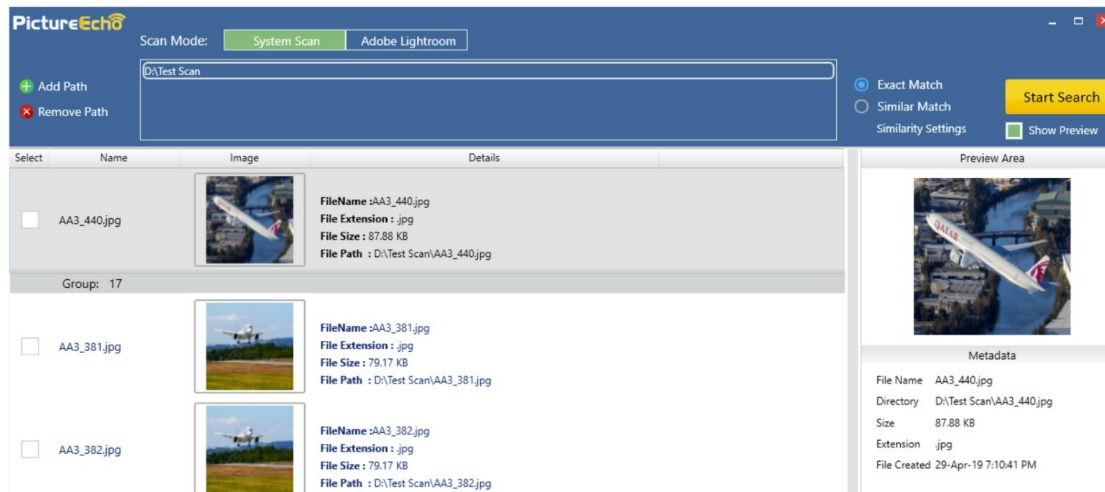 PictureEcho
Scan Mode: System Scan Adobe Lightroom
D:\Test Scan
Add Path
Remove Path
Exact Match
Similar Match
Similarity Settings
Start Search
Show Preview
Select Name Image Details
AA3_440.jpg
FileName :AA3_440.jpg
File Extension : .jpg
File Size : 87.88 KB
File Path : D:\Test Scan\AA3_440.jpg
Group: 17
AA3_381.jpg
FileName :AA3_381.jpg
File Extension : .jpg
File Size : 79.17 KB
File Path : D:\Test Scan\AA3_381.jpg
AA3_382.jpg
FileName :AA3_382.jpg
File Extension : .jpg
File Size : 79.17 KB
File Path : D:\Test Scan\AA3_382.jpg
Preview Area
QATAR
Metadata
File Name AA3_440.jpg
Directory D:\Test Scan\AA3_440.jpg
Size 87.88 KB
Extension .jpg
File Created 29-Apr-19 7:10:41 PM